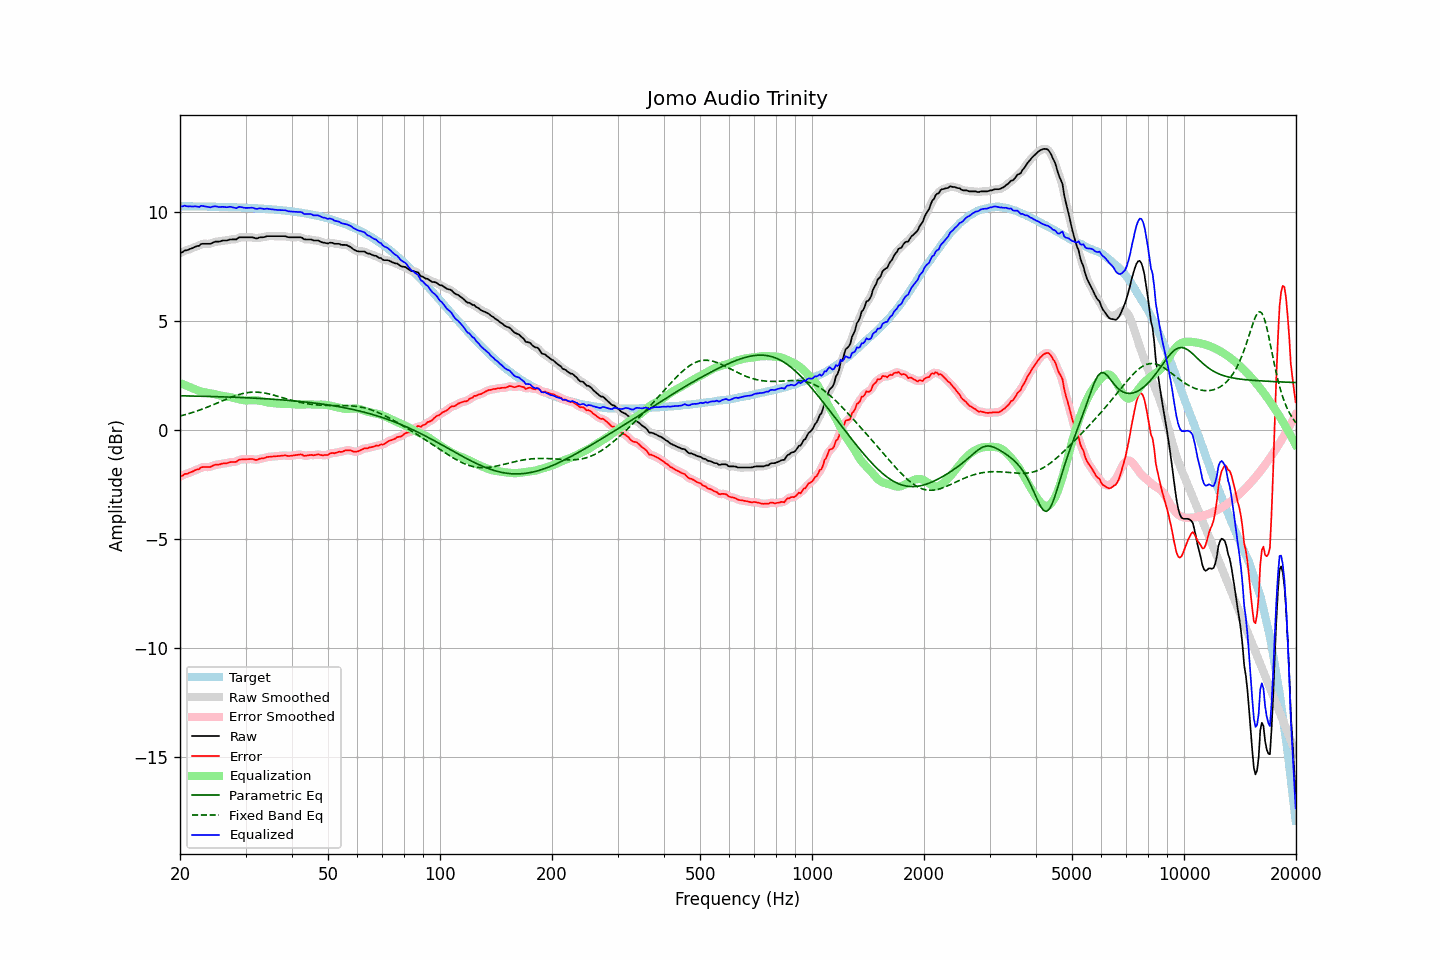 Jomo Audio Trinity
Amplitude (dBr)
10
5
0
−5
−10
−15
Target
Raw Smoothed
Error Smoothed
Raw
Error
Equalization
Parametric Eq
Fixed Band Eq
Equalized
20 50 100 200 500 1000 2000 5000 10000 20000
Frequency (Hz)